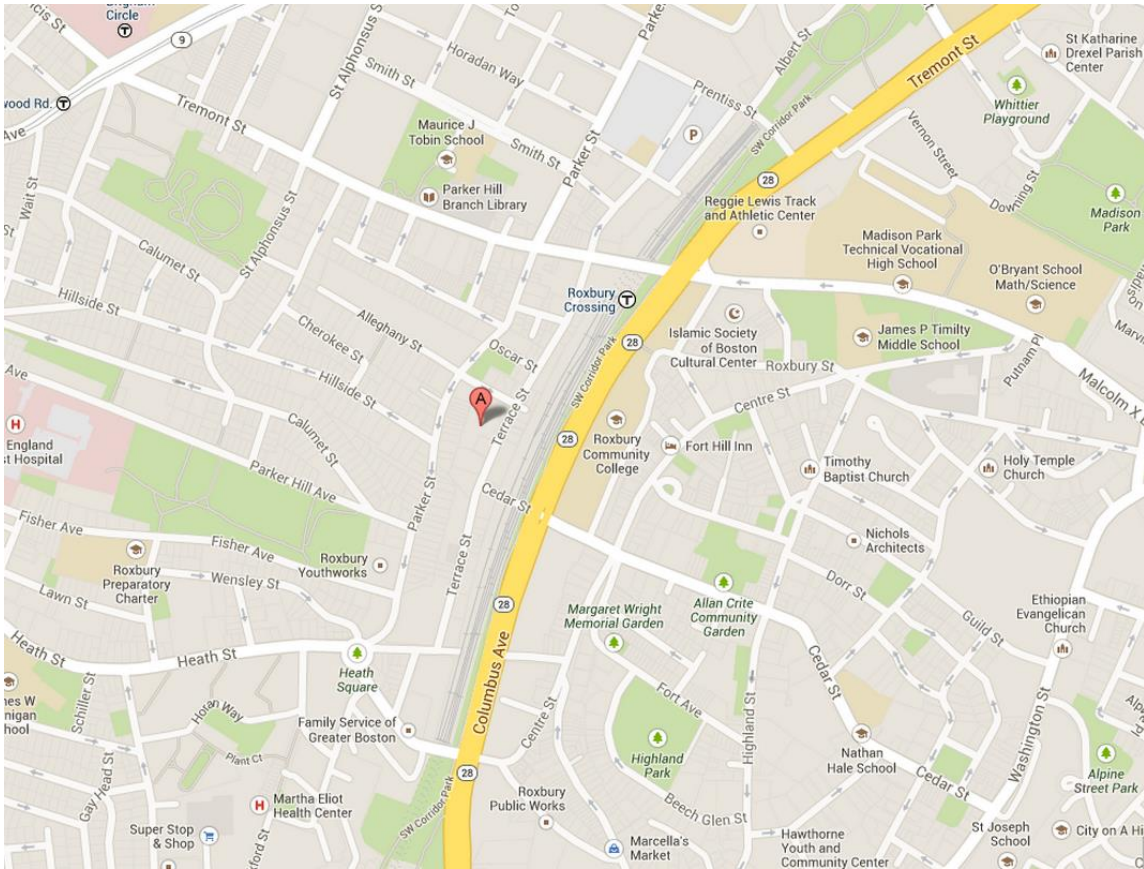 Circle
9
wood Rd.
Ave
Tremont St
St Alphonsus St
Smith St
Horadan Way
Maurice J
Tobin School
Parker Hill
Branch Library
Smith St
Parker St
Prentiss St
P
Albert St
SW Corridor Park
Tremont St
28
St Katharine
Drexel Parish
Center
Whittier
Playground
Vernon Street
Downing St
Madison
Park
Reggie Lewis Track
and Athletic Center
Madison Park
Technical Vocational
High School
O'Bryant School
Math/Science
Wait St
St
Calumet St
St Alphonsus St
Hillside St
Cherokee St
Alleghany St
Oscar St
Hillside St
Roxbury
Crossing
T
28
SW Corridor Park
Islamic Society
of Boston
Cultural Center
James P Timilty
Middle School
Roxbury St
Putnam Pl
Malcolm X
Centre St
Ave
H
England
Hospital
Calumet St
Parker Hill Ave
A
Terrace St
28
Roxbury
Community
College
Fort Hill Inn
Timothy
Baptist Church
Holy Temple
Church
Fisher Ave
Fisher Ave
Parker St
Cedar St
Terrace St
Roxbury
Preparatory
Charter
Roxbury
Youthworks
Wensley St
Lawn St
Nichols
Architects
Dorr St
Guild St
Ethiopian
Evangelican
Church
28
Margaret Wright
Memorial Garden
Allan Crite
Community
Garden
Heath St
Heath St
Heath
Square
Columbus Ave
Centre St
Fort Ave
Highland St
Cedar St
Washington St
Schiller St
Hotan Way
Plant Ct
Family Service of
Greater Boston
Highland
Park
Nathan
Hale School
Cedar St
Alpine
Street Park
Gay Head St
28
SW Corridor Park
H
Martha Eliot
Health Center
Roxbury
Public Works
Beech Glen St
Super Stop
& Shop
Marcella's
Market
Hawthorne
Youth and
Community Center
St Joseph
School
City on A Hi